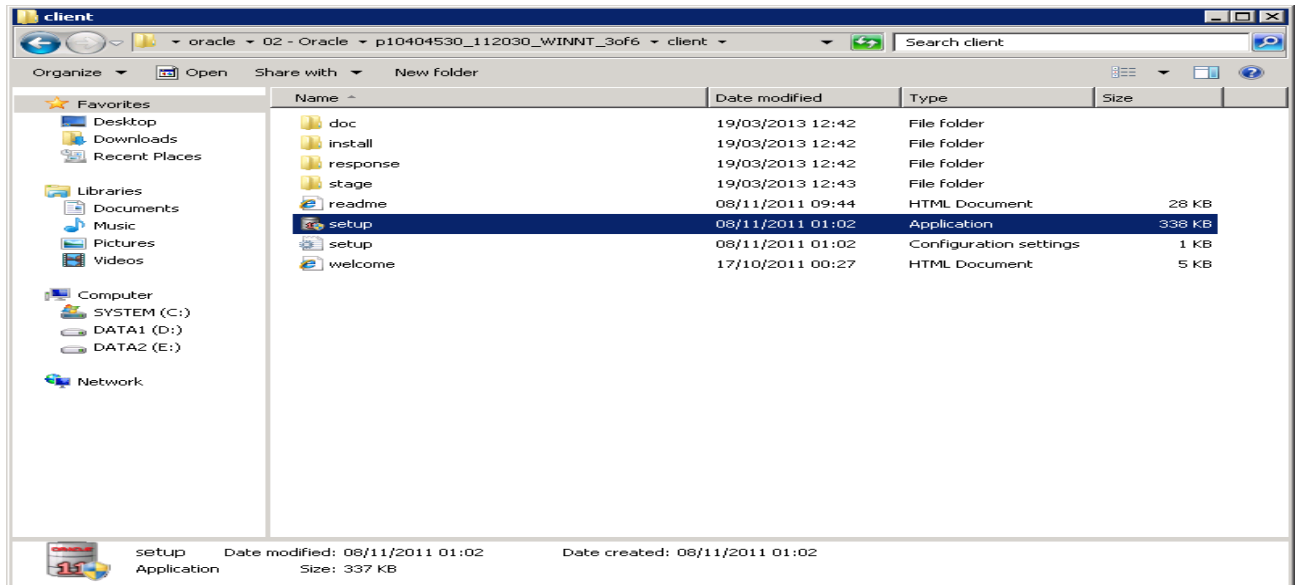 client
oracle 02 - Oracle p10404530_112030_WINNT_3of6 client Search client
Organize Open Share with New folder
Favorites
Desktop
Downloads
Recent Places
Libraries
Documents
Music
Pictures
Videos
Computer
SYSTEM (C:)
DATA1 (D:)
DATA2 (E:)
Network
Name Date modified Type Size
doc 19/03/2013 12:42 File folder
install 19/03/2013 12:42 File folder
response 19/03/2013 12:42 File folder
stage 19/03/2013 12:43 File folder
readme 08/11/2011 09:44 HTML Document 28 KB
setup 08/11/2011 01:02 Application 338 KB
setup 08/11/2011 01:02 Configuration settings 1 KB
welcome 17/10/2011 00:27 HTML Document 5 KB
ORACLE
11
setup Date modified: 08/11/2011 01:02 Date created: 08/11/2011 01:02
Application Size: 337 KB